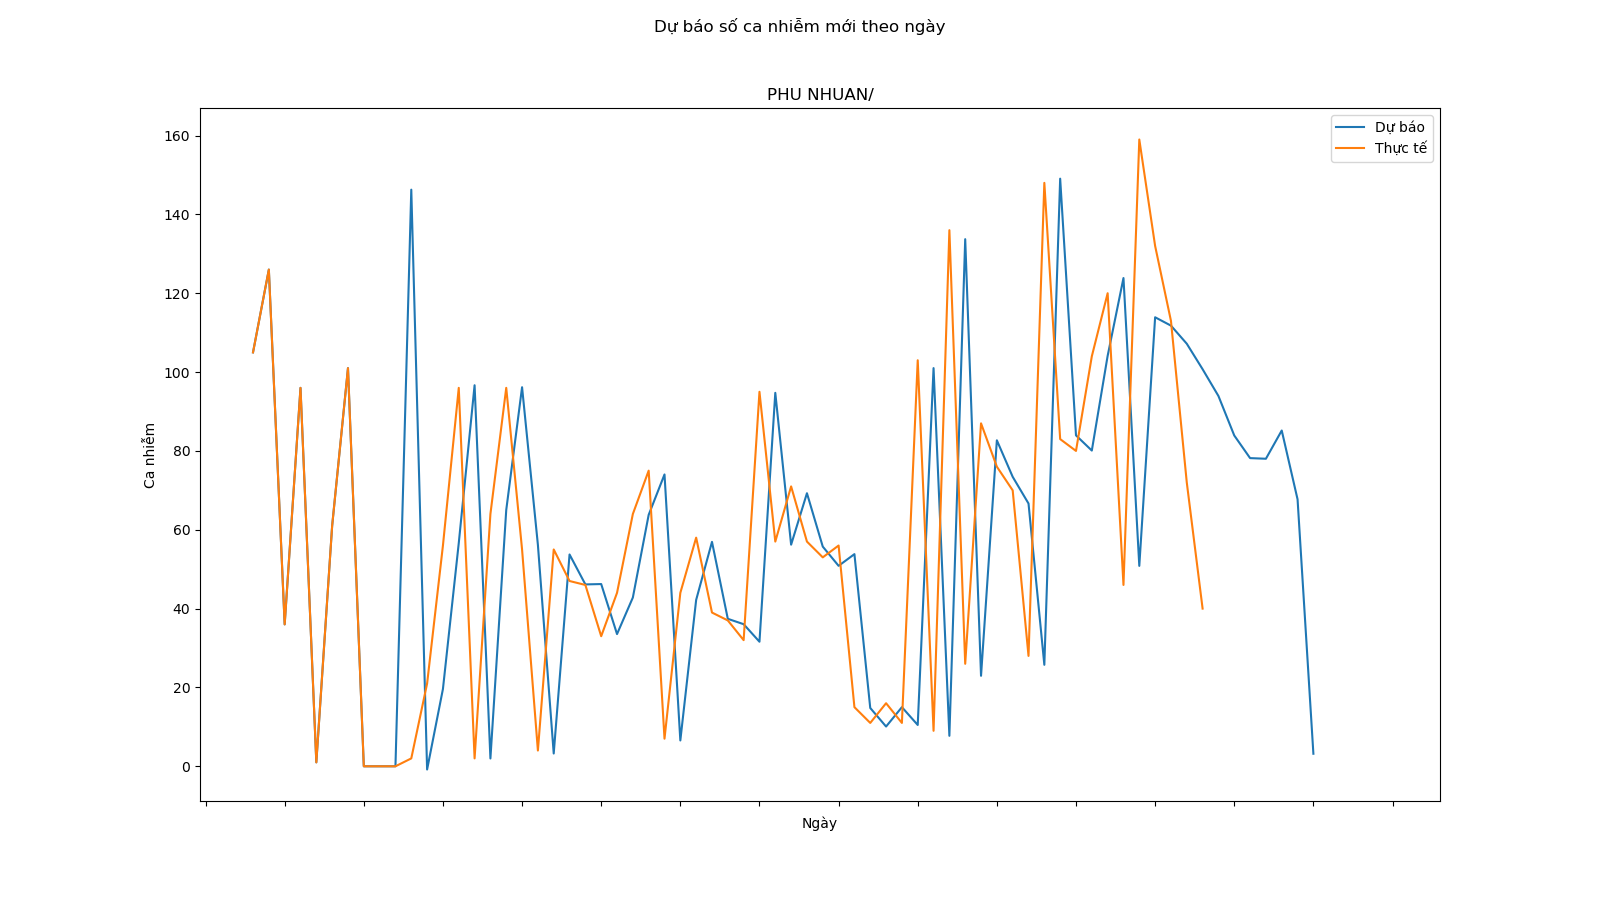 Dự báo số ca nhiễm mới theo ngày
PHU NHUAN/
Dự báo
Thực tế
160
140
120
100
80
60
40
20
0
Ca nhiễm
Ngày